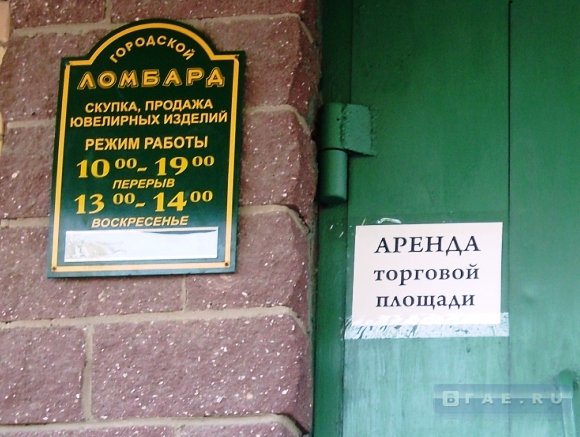 ГОРОДСКОЙ
ЛОМБАРД
СКУПКА, ПРОДАЖА
ЮВЕЛИРНЫХ ИЗДЕЛИЙ
РЕЖИМ РАБОТЫ
10 00 - 19 00
ПЕРЕРЫВ
13 00 - 14 00
ВОСКРЕСЕНЬЕ
АРЕНДА
торговой
площади
ВГАЕ.RU